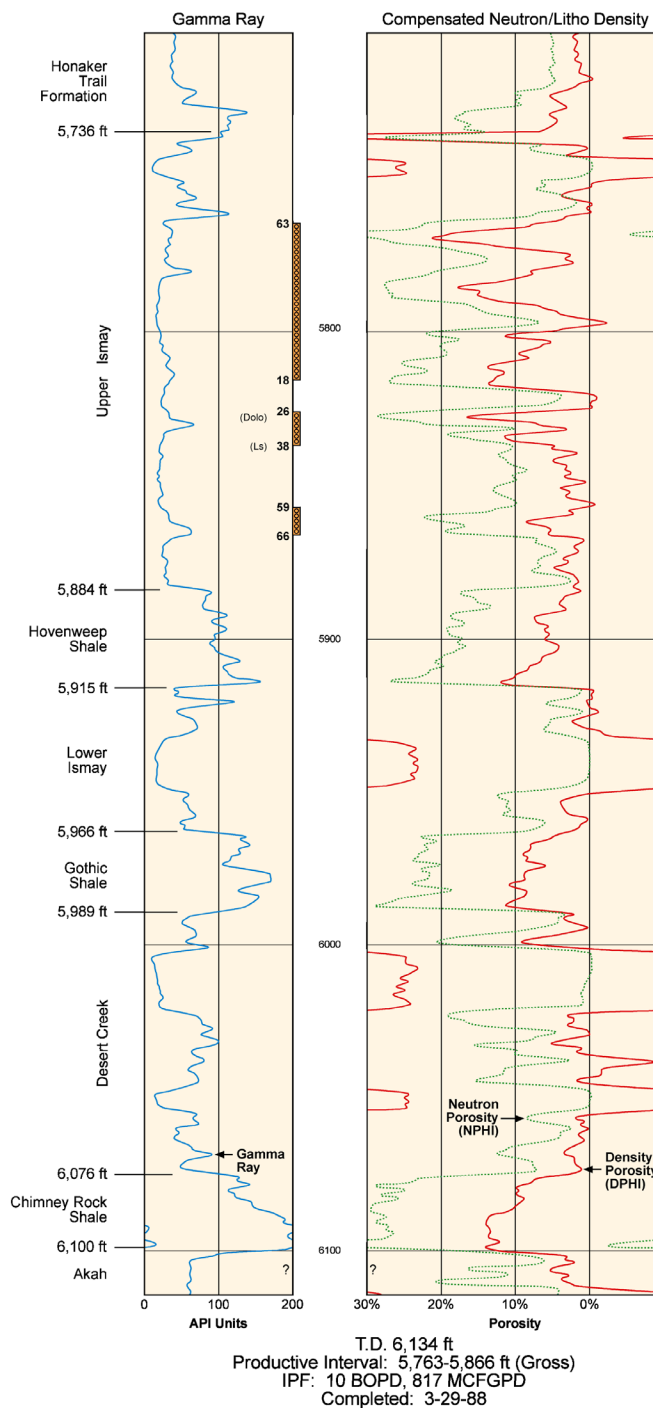 Gamma Ray
Compensated Neutron/Litho Density
Honaker
Trail
Formation
5,736 ft
63
5800
Upper Ismay
18
26
(Dolo)
(Ls)
38
59
66
5,884 ft
Hovenweep
Shale
5900
5,915 ft
Lower
Ismay
5,966 ft
Gothic
Shale
5,989 ft
6000
Desert Creek
Neutron
Porosity
(NPHI)
Gamma
Ray
Density
Porosity
(DPHI)
6,076 ft
Chimney Rock
Shale
6,100 ft
6100
Akah
?
?
0
100
200
30%
20%
10%
0%
API Units
Porosity
T.D. 6,134 ft
Productive Interval: 5,763-5,866 ft (Gross)
IPF: 10 BOPD, 817 MCFGPD
Completed: 3-29-88